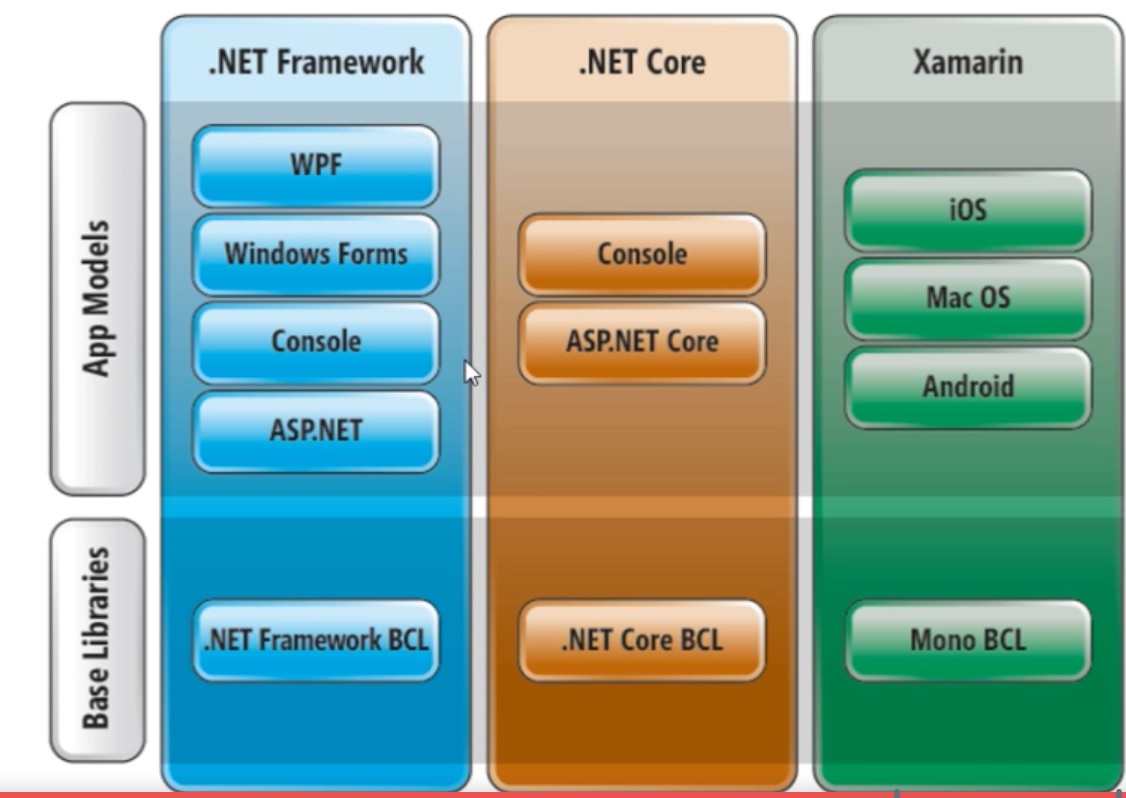 .NET Framework
.NET Core
Xamarin
App Models
WPF
Windows Forms
Console
ASP.NET
Console
ASP.NET Core
iOS
Mac OS
Android
Base Libraries
.NET Framework BCL
.NET Core BCL
Mono BCL